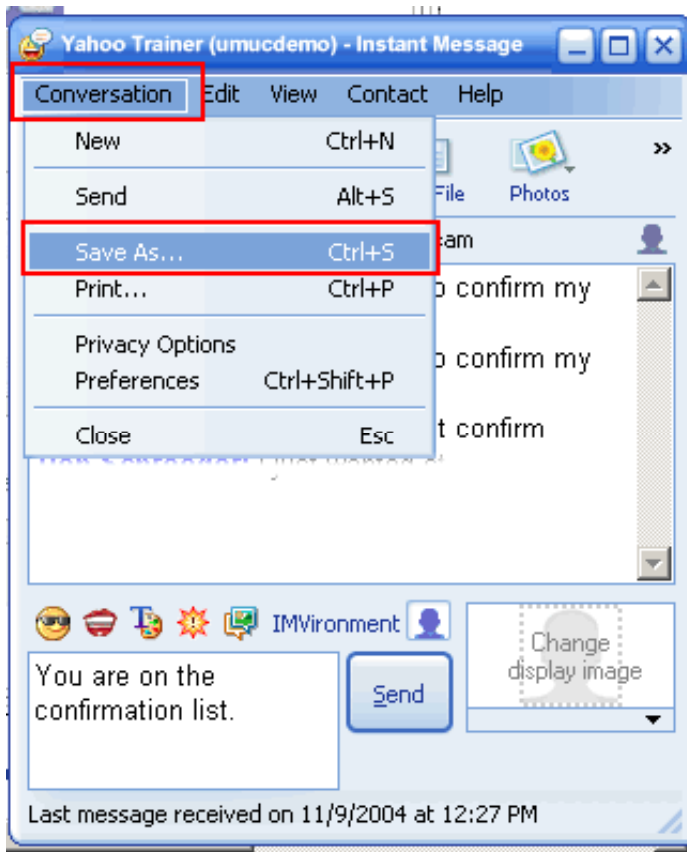 Yahoo Trainer (umucdemo) - Instant Message
Conversation Edit View Contact Help
New Ctrl+N
Send Alt+S
Save As... Ctrl+S
Print... Ctrl+P
Privacy Options
Preferences Ctrl+Shift+P
Close Esc
File Photos »
confirm my
confirm my
t confirm
IMVironment
Change
display image
You are on the
confirmation list.
Send
Last message received on 11/9/2004 at 12:27 PM